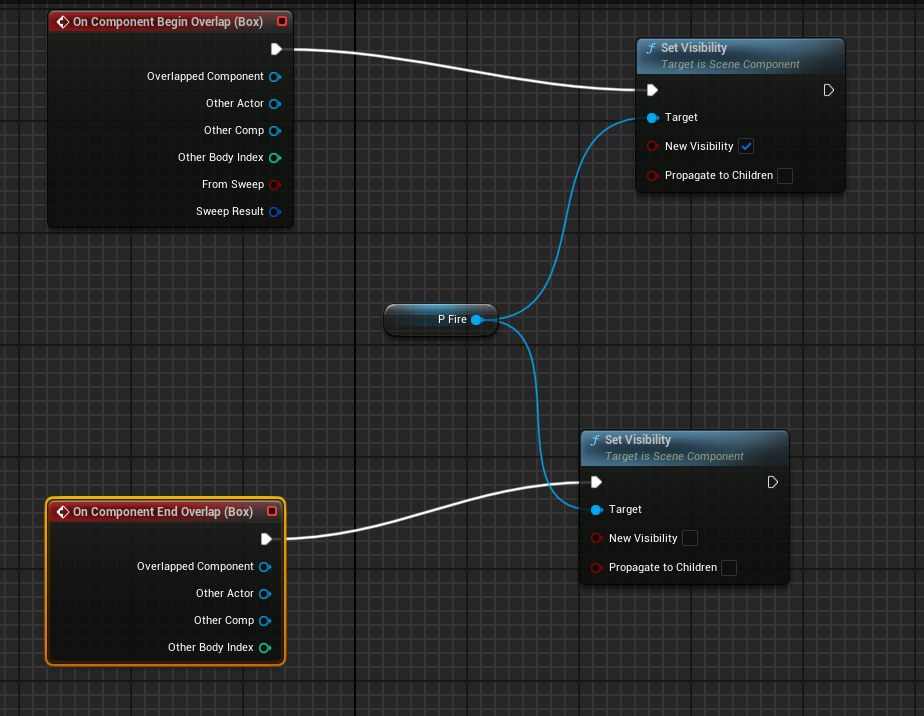 On Component Begin Overlap (Box)
Overlapped Component
Other Actor
Other Comp
Other Body Index
From Sweep
Sweep Result
f Set Visibility
Target is Scene Component
Target
New Visibility
Propagate to Children
P Fire
f Set Visibility
Target is Scene Component
Target
New Visibility
Propagate to Children
On Component End Overlap (Box)
Overlapped Component
Other Actor
Other Comp
Other Body Index